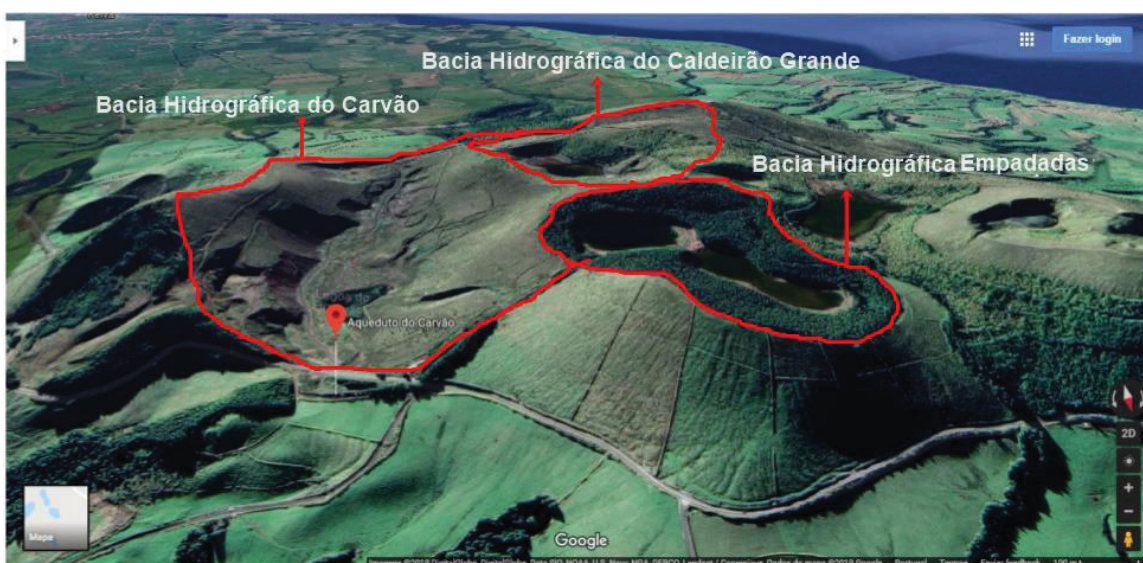 Fazer login
Bacia Hidrográfica do Caldeirão Grande
Bacia Hidrográfica do Carvão
Bacia Hidrográfica Empadadas
Aqueduto do Carvão
2D
+
−
Mapa
Google